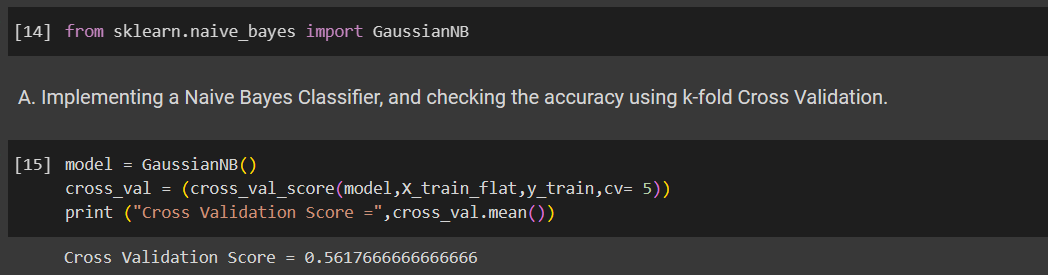 [14] from sklearn.naive_bayes import GaussianNB
A. Implementing a Naive Bayes Classifier, and checking the accuracy using k-fold Cross Validation.
[15] model = GaussianNB()
cross_val = (cross_val_score(model,X_train_flat,y_train,cv= 5))
print ("Cross Validation Score =",cross_val.mean())
Cross Validation Score = 0.5617666666666666